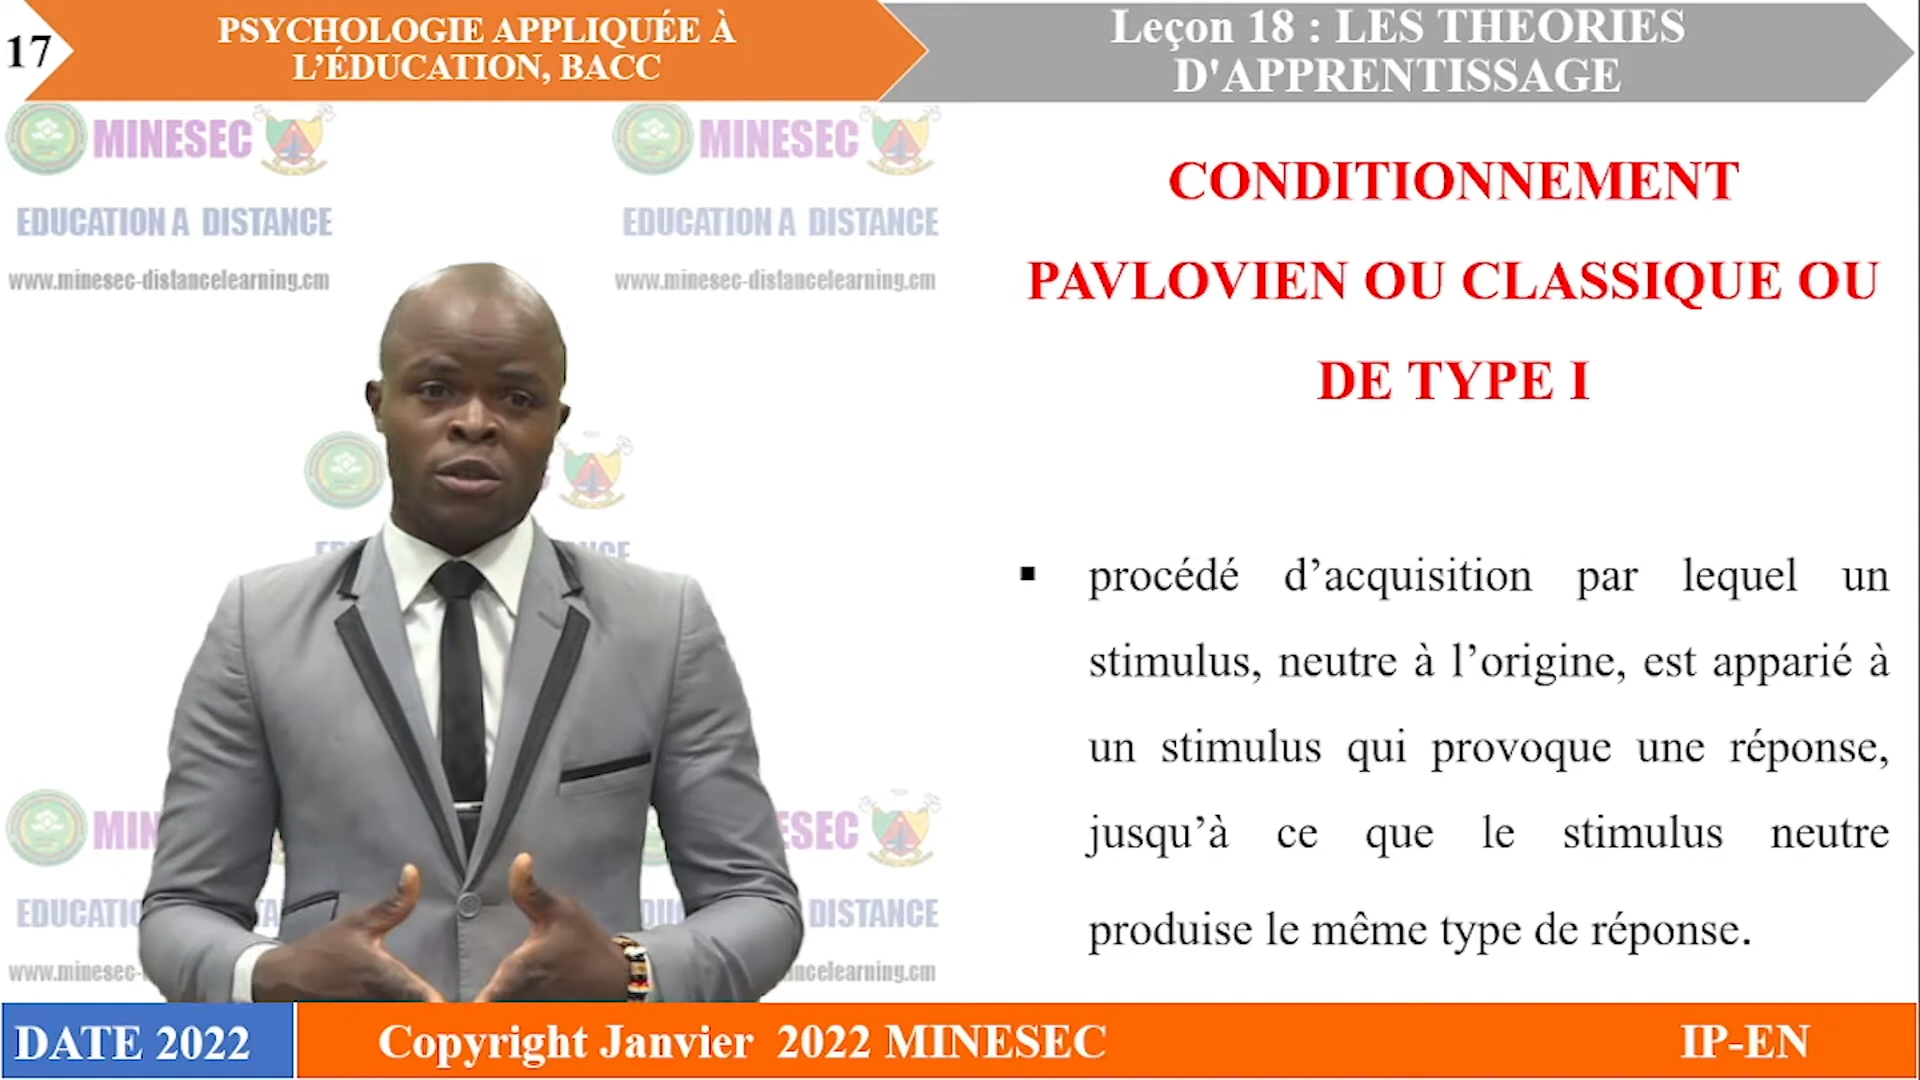 17
PSYCHOLOGIE APPLIQUÉE À
L’ÉDUCATION, BACC
Leçon 18 : LES THEORIES
D'APPRENTISSAGE
MINESEC
EDUCATION A DISTANCE
www.minesec-distancelearning.cm
MINESEC
EDUCATION A DISTANCE
www.minesec-distancelearning.cm
CONDITIONNEMENT
PAVLOVIEN OU CLASSIQUE OU
DE TYPE I
▪ procédé d’acquisition par lequel un
stimulus, neutre à l’origine, est apparié à
un stimulus qui provoque une réponse,
jusqu’à ce que le stimulus neutre
produise le même type de réponse.
DATE 2022
Copyright Janvier 2022 MINESEC
IP-EN